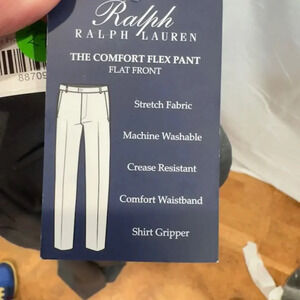 Ralph
RALPH LAUREN
THE COMFORT FLEX PANT
FLAT FRONT
Stretch Fabric
Machine Washable
Crease Resistant
Comfort Waistband
Shirt Gripper
88709